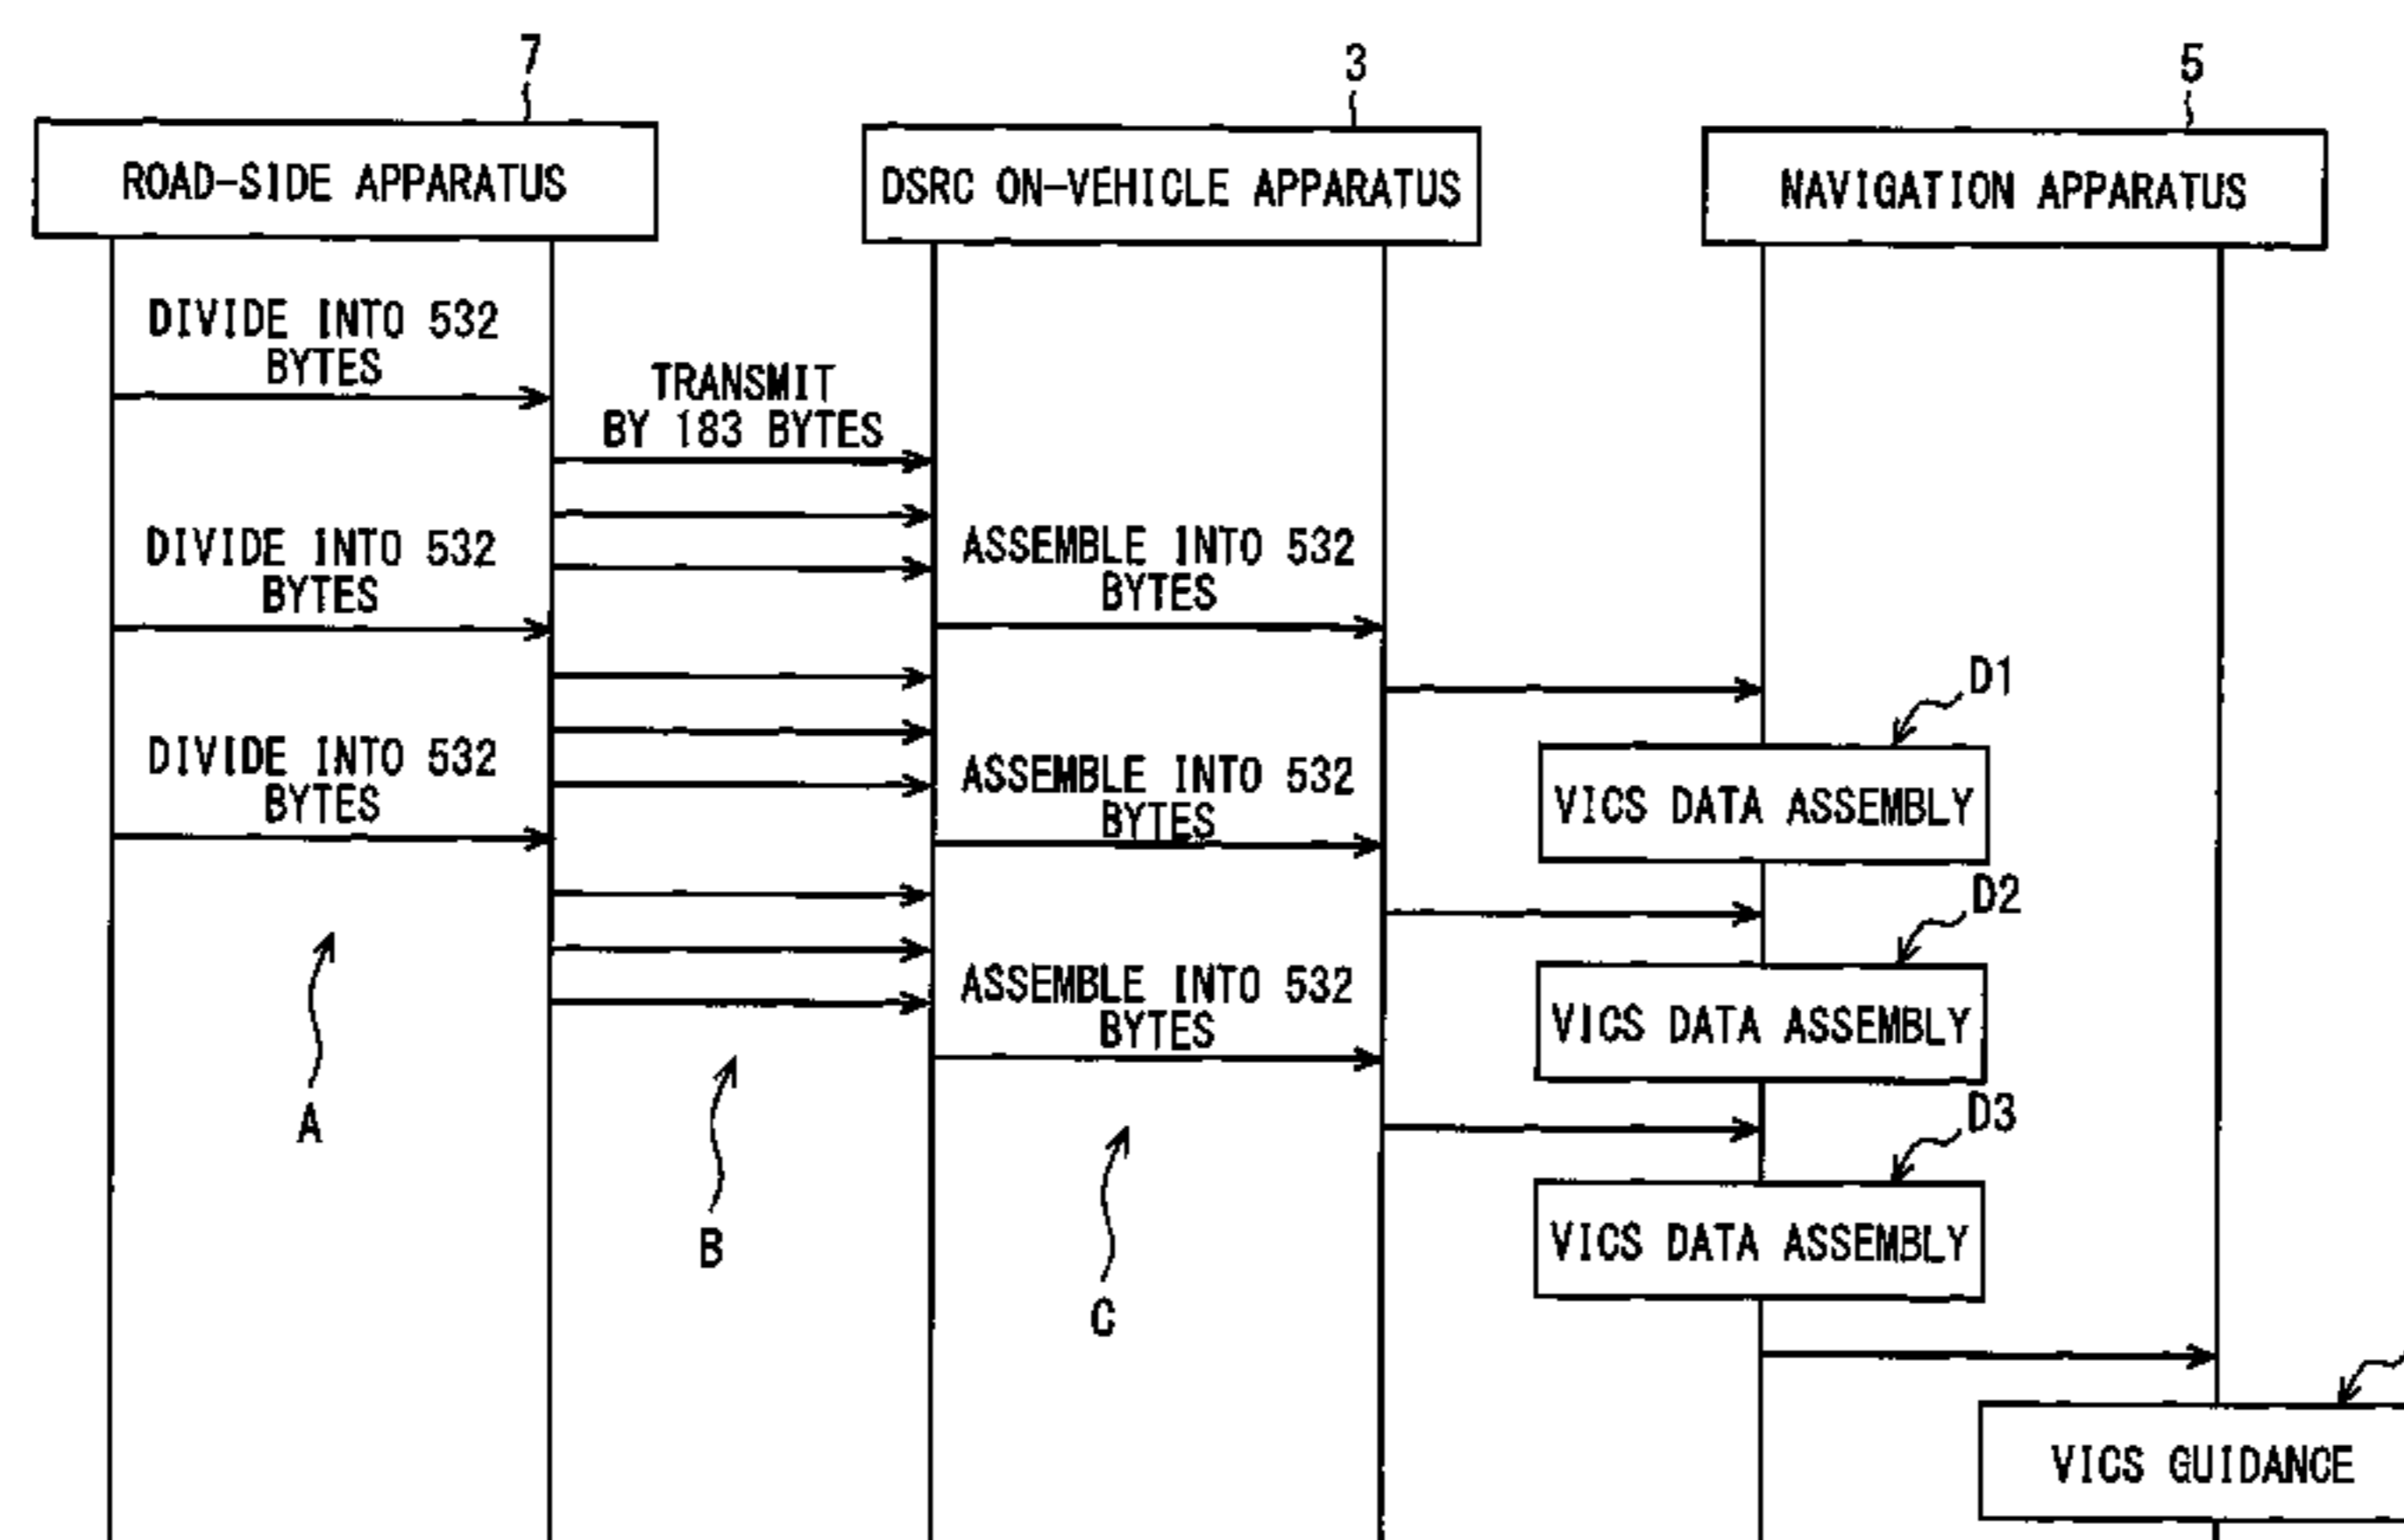 7
3
5
ROAD-SIDE APPARATUS
DSRC ON-VEHICLE APPARATUS
NAVIGATION APPARATUS
DIVIDE INTO 532
BYTES
TRANSMIT
BY 183 BYTES
DIVIDE INTO 532
BYTES
ASSEMBLE INTO 532
BYTES
D1
DIVIDE INTO 532
BYTES
ASSEMBLE INTO 532
BYTES
VICS DATA ASSEMBLY
D2
ASSEMBLE INTO 532
BYTES
VICS DATA ASSEMBLY
A
D3
B
VICS DATA ASSEMBLY
C
VICS GUIDANCE